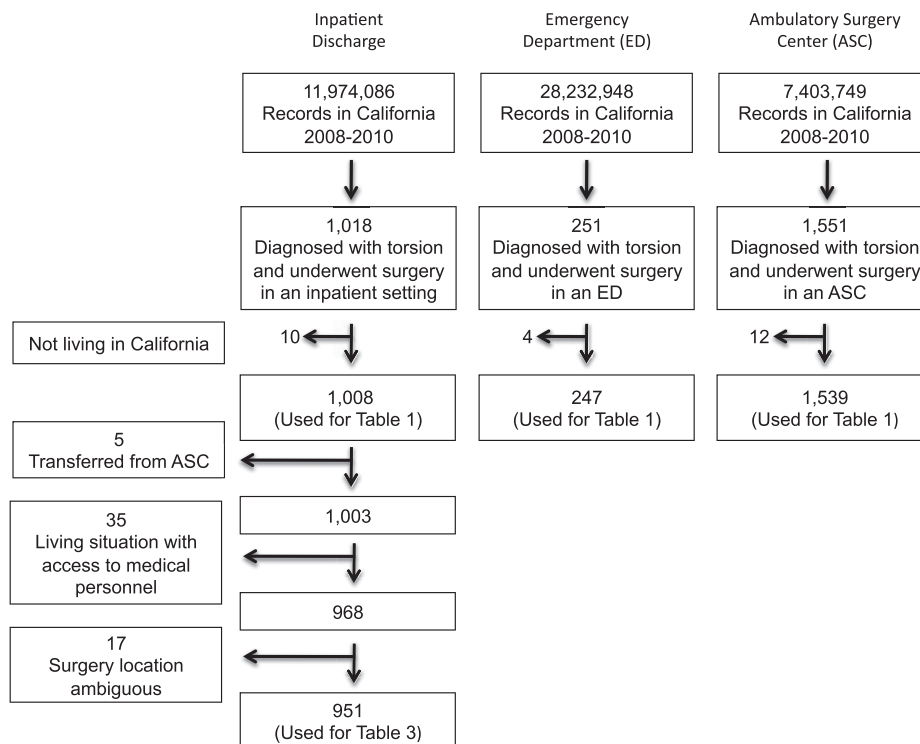 Inpatient
Discharge
Emergency
Department (ED)
Ambulatory Surgery
Center (ASC)
11,974,086
Records in California
2008-2010
28,232,948
Records in California
2008-2010
7,403,749
Records in California
2008-2010
1,018
Diagnosed with torsion
and underwent surgery
in an inpatient setting
251
Diagnosed with torsion
and underwent surgery
in an ED
1,551
Diagnosed with torsion
and underwent surgery
in an ASC
Not living in California
10
4
12
1,008
(Used for Table 1)
247
(Used for Table 1)
1,539
(Used for Table 1)
5
Transferred from ASC
1,003
35
Living situation with
access to medical
personnel
968
17
Surgery location
ambiguous
951
(Used for Table 3)